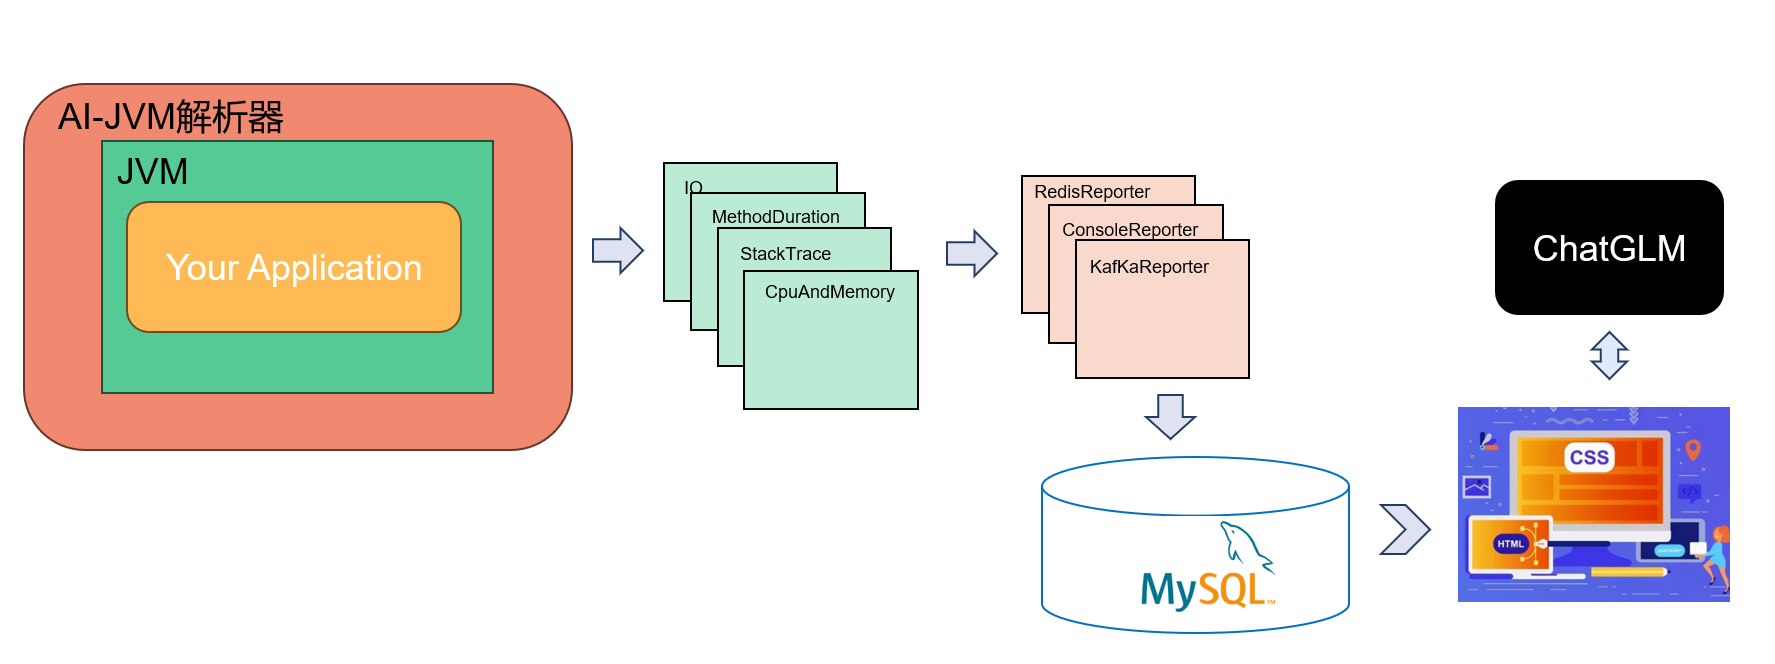 AI-JVM解析器
JVM
Your Application
IO
MethodDuration
StackTrace
CpuAndMemory
RedisReporter
ConsoleReporter
KafKaReporter
MySQL™
ChatGLM
CSS
HTML